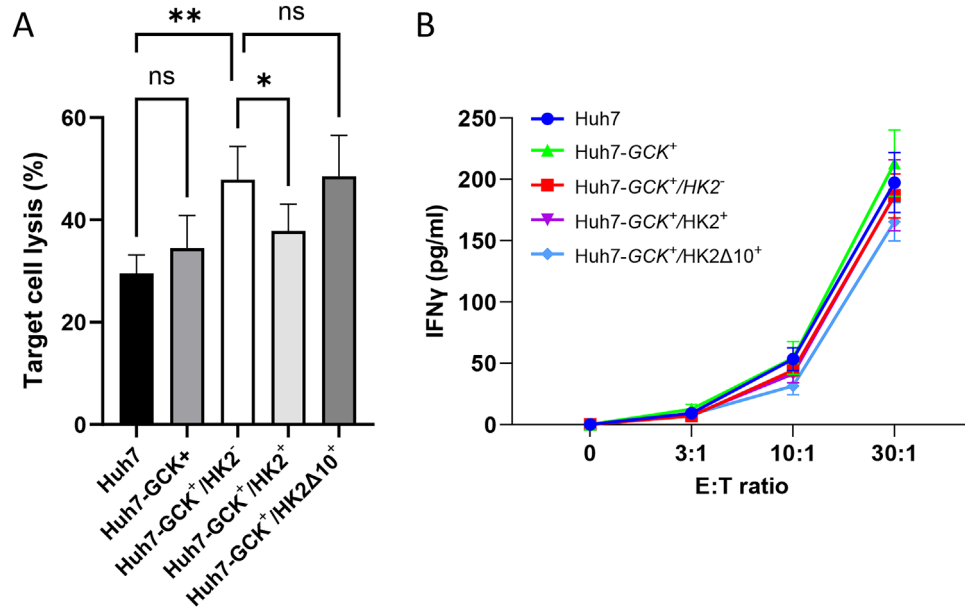 A
ns
**
ns
*
Target cell lysis (%)
60
40
20
0
Huh7
Huh7-GCK+
Huh7-GCK⁺/HK2⁻
Huh7-GCK⁺/HK2⁺
Huh7-GCK⁺/HK2Δ10⁺
B
Huh7
Huh7-GCK⁺
Huh7-GCK⁺/HK2⁻
Huh7-GCK⁺/HK2⁺
Huh7-GCK⁺/HK2Δ10⁺
IFNγ (pg/ml)
250
200
150
100
50
0
0 3:1 10:1 30:1
E:T ratio